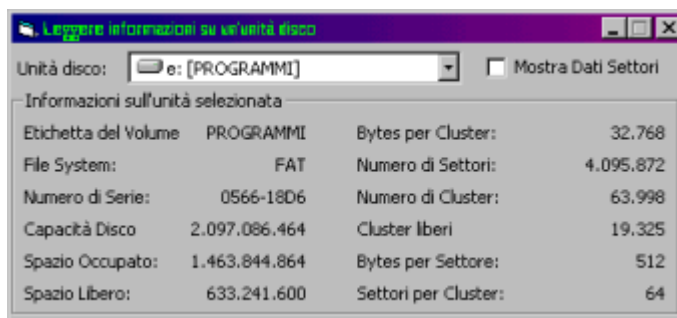 Leggere informazioni su un'unità disco
Unità disco: e: [PROGRAMMI] Mostra Dati Settori
Informazioni sull'unità selezionata
Etichetta del Volume PROGRAMMI Bytes per Cluster: 32.768
File System: FAT Numero di Settori: 4.095.872
Numero di Serie: 0566-18D6 Numero di Cluster: 63.998
Capacità Disco 2.097.086.464 Cluster liberi 19.325
Spazio Occupato: 1.463.844.864 Bytes per Settore: 512
Spazio Libero: 633.241.600 Settori per Cluster: 64